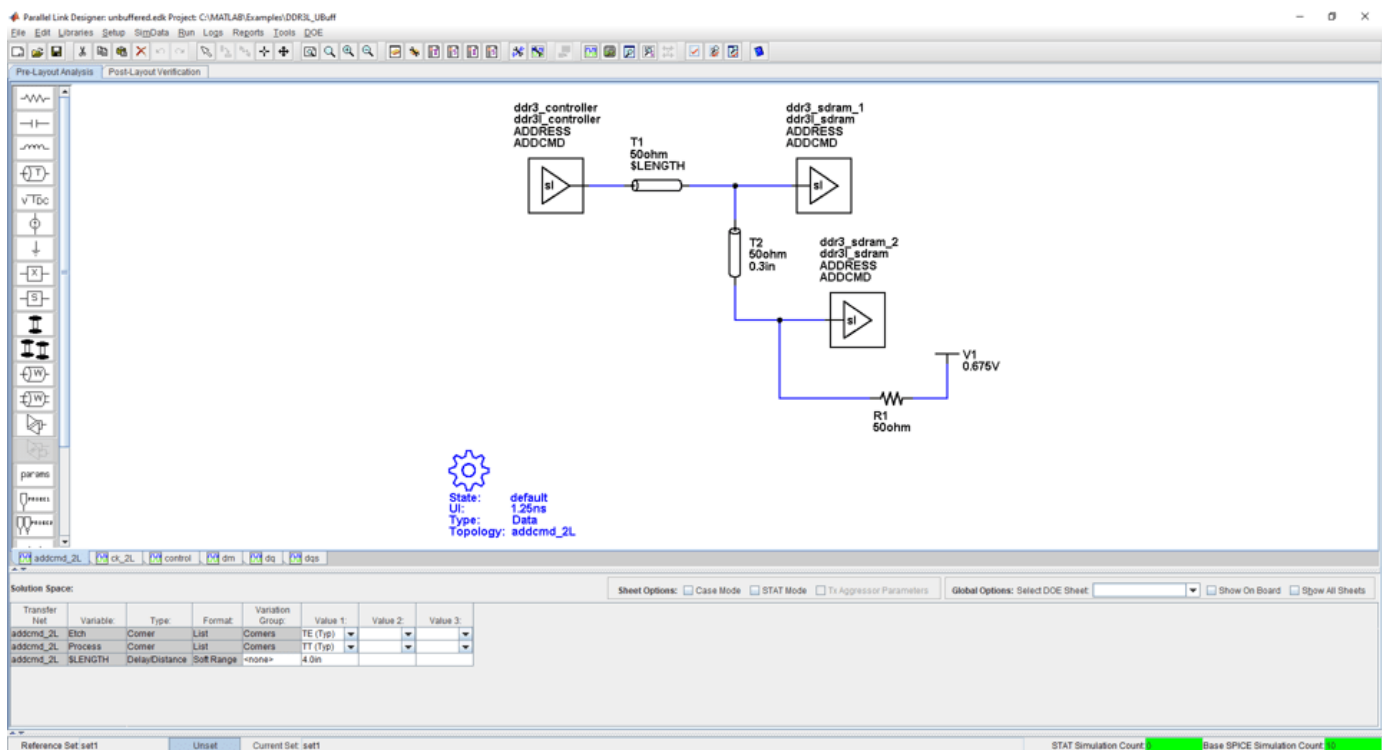 Parallel Link Designer: unbuffered.edk Project: C:\MATLAB\Examples\DDR3L_UBuff
File Edit Libraries Setup SimData Run Logs Reports Tools DOE
Pre-Layout Analysis Post-Layout Verification
ddr3_controller
ddr3l_controller
ADDRESS
ADDCMD
sI
T1
50ohm
$LENGTH
ddr3_sdram_1
ddr3l_sdram
ADDRESS
ADDCMD
sI
T2
50ohm
0.3in
ddr3_sdram_2
ddr3l_sdram
ADDRESS
ADDCMD
sI
V1
0.675V
R1
50ohm
T
VTDC
X
S
W
W
params
State: default
UI: 1.25ns
Type: Data
Topology: addcmd_2L
addcmd_2L ck_2L control dm dq dqs
Solution Space:
Sheet Options: Case Mode STAT Mode Tx Aggressor Parameters Global Options: Select DOE Sheet: Show On Board Show All Sheets
Transfer Net Variable: Type: Format: Variation Group: Value 1: Value 2: Value 3:
addcmd_2L Etch Corner List Corners TE (Typ)
addcmd_2L Process Corner List Corners TT (Typ)
addcmd_2L $LENGTH Delay/Distance Soft Range <none> 4.0in
Reference Set: set1 Unset Current Set: set1 STAT Simulation Count: 0 Base SPICE Simulation Count: 10